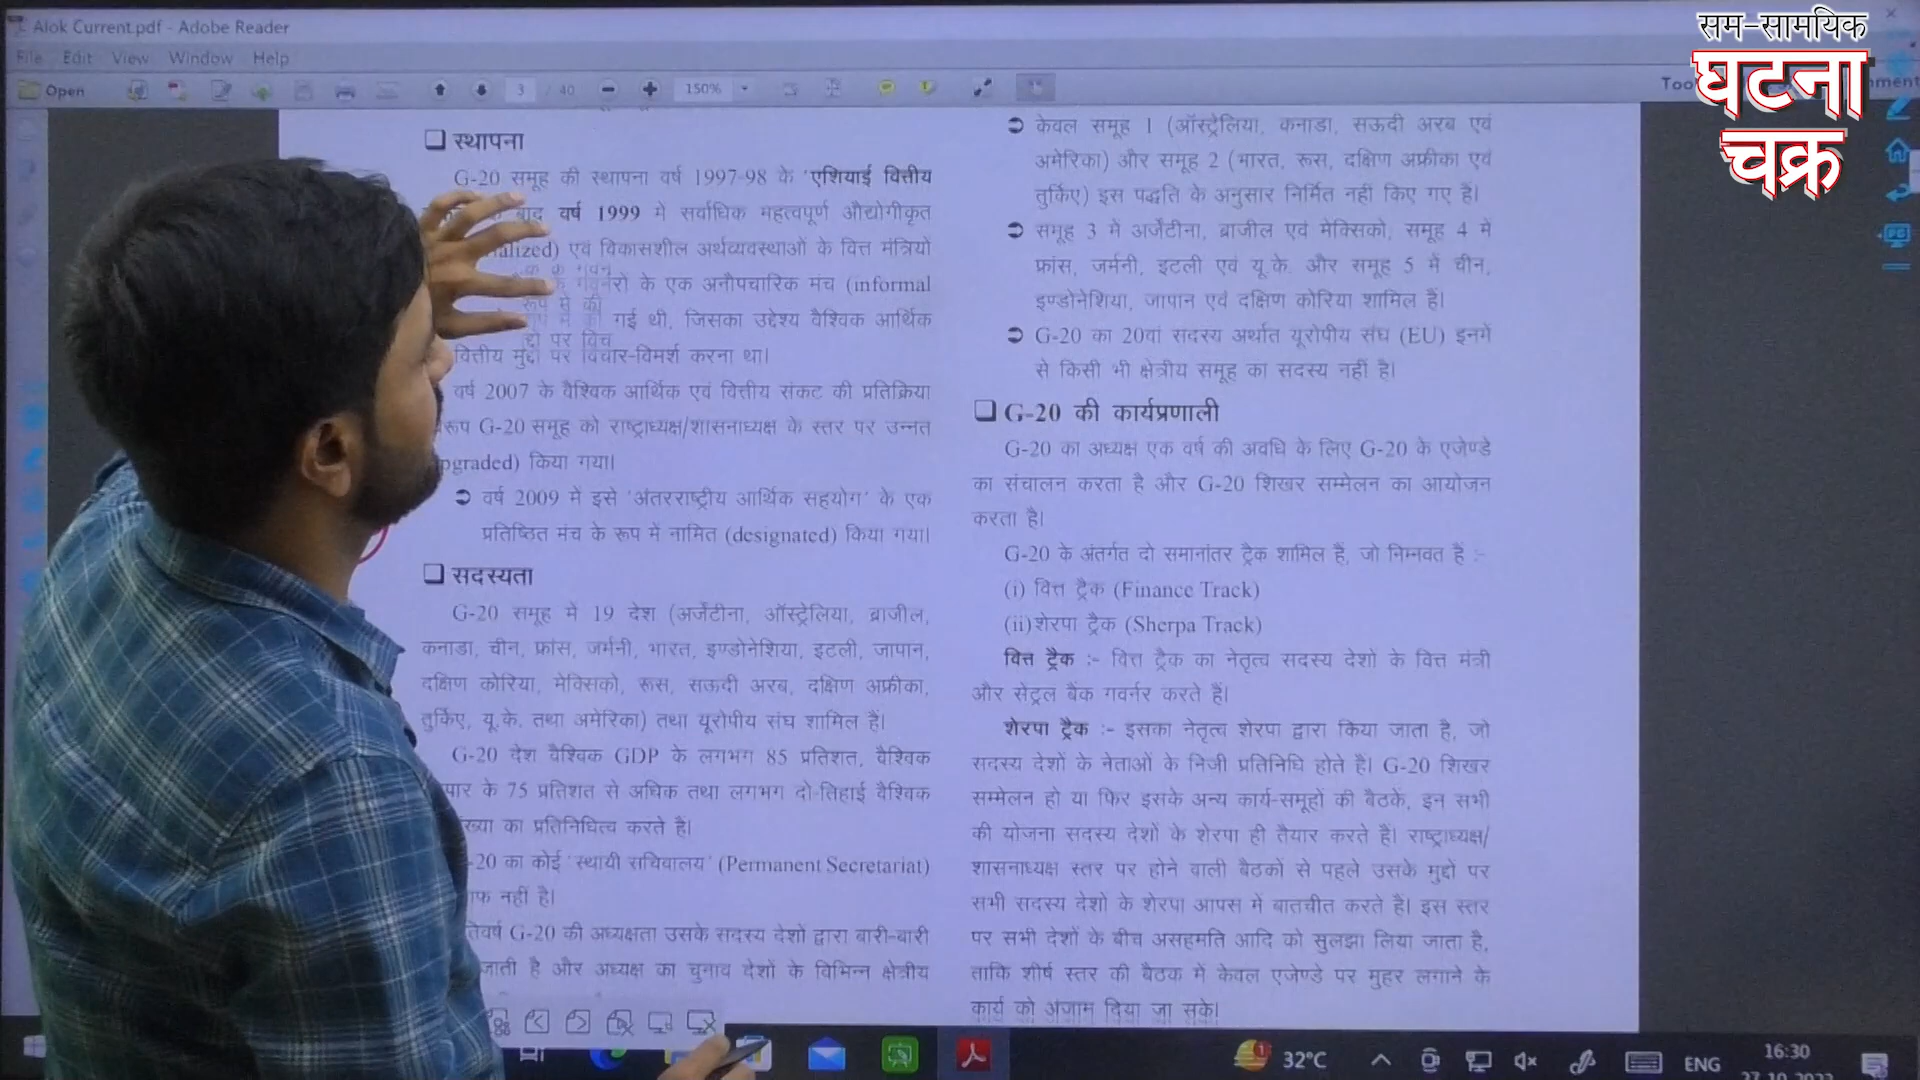 Alok Current.pdf - Adobe Reader
File Edit View Window Help
Open 3 / 40 150%
सम-सामयिक
घटना
चक्र
❑ स्थापना
G-20 समूह की स्थापना वर्ष 1997-98 के 'एशियाई वित्तीय
बाद वर्ष 1999 में सर्वाधिक महत्वपूर्ण औद्योगीकृत
एवं विकासशील अर्थव्यवस्थाओं के वित्त मंत्रियों
के एक अनौपचारिक मंच (informal
गई थी, जिसका उद्देश्य वैश्विक आर्थिक
वित्तीय मुद्दों पर विचार-विमर्श करना था।
वर्ष 2007 के वैश्विक आर्थिक एवं वित्तीय संकट की प्रतिक्रिया
G-20 समूह को राष्ट्राध्यक्ष/शासनाध्यक्ष के स्तर पर उन्नत
pgraded) किया गया।
➲ वर्ष 2009 में इसे 'अंतरराष्ट्रीय आर्थिक सहयोग' के एक
प्रतिष्ठित मंच के रूप में नामित (designated) किया गया।
❑ सदस्यता
G-20 समूह में 19 देश (अर्जेंटीना, ऑस्ट्रेलिया, ब्राजील,
कनाडा, चीन, फ्रांस, जर्मनी, भारत, इण्डोनेशिया, इटली, जापान,
दक्षिण कोरिया, मेक्सिको, रूस, सऊदी अरब, दक्षिण अफ्रीका,
तुर्किए, यू.के. तथा अमेरिका) तथा यूरोपीय संघ शामिल हैं।
G-20 देश वैश्विक GDP के लगभग 85 प्रतिशत, वैश्विक
के 75 प्रतिशत से अधिक तथा लगभग दो-तिहाई वैश्विक
का प्रतिनिधित्व करते हैं।
-20 का कोई 'स्थायी सचिवालय' (Permanent Secretariat)
नहीं है।
G-20 की अध्यक्षता उसके सदस्य देशों द्वारा बारी-बारी
जाती है और अध्यक्ष का चुनाव देशों के विभिन्न क्षेत्रीय
➲ केवल समूह 1 (ऑस्ट्रेलिया, कनाडा, सऊदी अरब एवं
अमेरिका) और समूह 2 (भारत, रूस, दक्षिण अफ्रीका एवं
तुर्किए) इस पद्धति के अनुसार निर्मित नहीं किए गए हैं।
➲ समूह 3 में अर्जेंटीना, ब्राजील एवं मेक्सिको, समूह 4 में
फ्रांस, जर्मनी, इटली एवं यू.के. और समूह 5 में चीन,
इण्डोनेशिया, जापान एवं दक्षिण कोरिया शामिल हैं।
➲ G-20 का 20वां सदस्य अर्थात यूरोपीय संघ (EU) इनमें
से किसी भी क्षेत्रीय समूह का सदस्य नहीं है।
❑ G-20 की कार्यप्रणाली
G-20 का अध्यक्ष एक वर्ष की अवधि के लिए G-20 के एजेण्डे
का संचालन करता है और G-20 शिखर सम्मेलन का आयोजन
करता है।
G-20 के अंतर्गत दो समानांतर ट्रैक शामिल हैं, जो निम्नवत हैं :-
(i) वित्त ट्रैक (Finance Track)
(ii) शेरपा ट्रैक (Sherpa Track)
वित्त ट्रैक :- वित्त ट्रैक का नेतृत्व सदस्य देशों के वित्त मंत्री
और सेंट्रल बैंक गवर्नर करते हैं।
शेरपा ट्रैक :- इसका नेतृत्व शेरपा द्वारा किया जाता है, जो
सदस्य देशों के नेताओं के निजी प्रतिनिधि होते हैं। G-20 शिखर
सम्मेलन हो या फिर इसके अन्य कार्य-समूहों की बैठकें, इन सभी
की योजना सदस्य देशों के शेरपा ही तैयार करते हैं। राष्ट्राध्यक्ष/
शासनाध्यक्ष स्तर पर होने वाली बैठकों से पहले उसके मुद्दों पर
सभी सदस्य देशों के शेरपा आपस में बातचीत करते हैं। इस स्तर
पर सभी देशों के बीच असहमति आदि को सुलझा लिया जाता है,
ताकि शीर्ष स्तर की बैठक में केवल एजेण्डे पर मुहर लगाने के
कार्य को अंजाम दिया जा सके।
32°C ENG 16:30